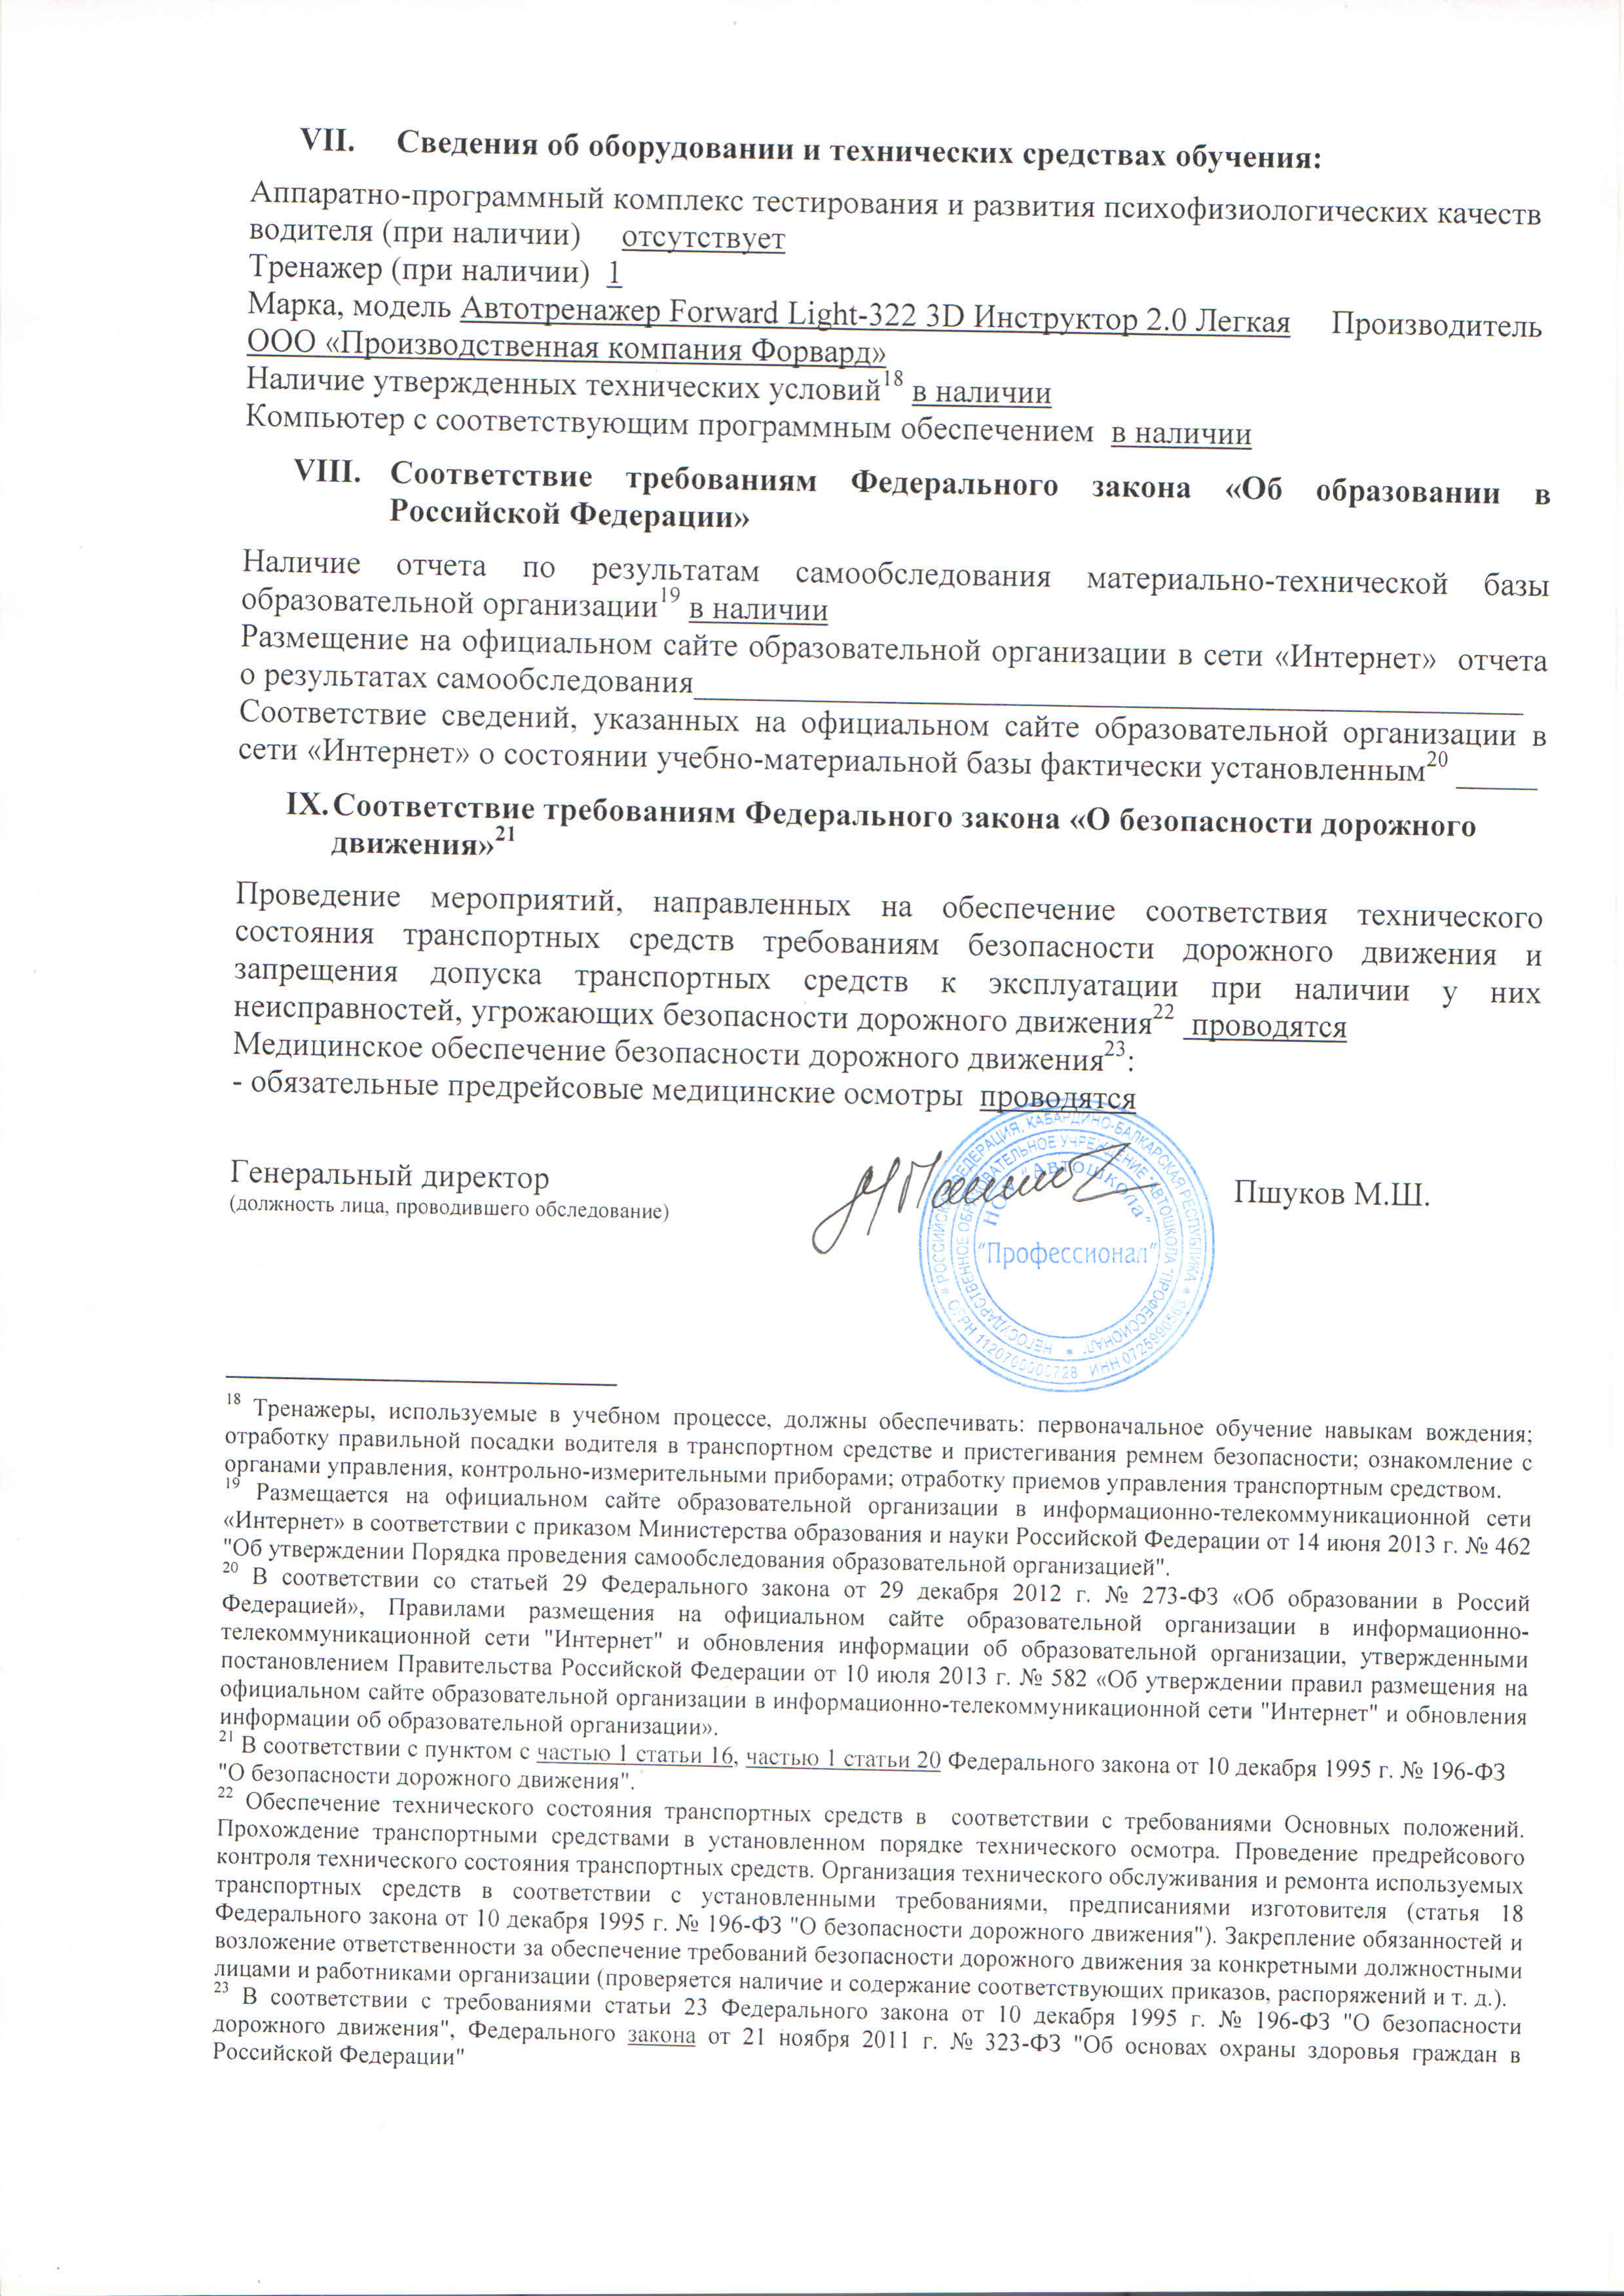 VII. Сведения об оборудовании и технических средствах обучения:
Аппаратно-программный комплекс тестирования и развития психофизиологических качеств
водителя (при наличии) отсутствует
Тренажер (при наличии) 1
Марка, модель Автотренажер Forward Light-322 3D Инструктор 2.0 Легкая Производитель
ООО «Производственная компания Форвард»
Наличие утвержденных технических условий18 в наличии
Компьютер с соответствующим программным обеспечением в наличии
VIII. Соответствие требованиям Федерального закона «Об образовании в
Российской Федерации»
Наличие отчета по результатам самообследования материально-технической базы
образовательной организации19 в наличии
Размещение на официальном сайте образовательной организации в сети «Интернет» отчета
о результатах самообследования
Соответствие сведений, указанных на официальном сайте образовательной организации в
сети «Интернет» о состоянии учебно-материальной базы фактически установленным20
IX. Соответствие требованиям Федерального закона «О безопасности дорожного
движения»21
Проведение мероприятий, направленных на обеспечение соответствия технического
состояния транспортных средств требованиям безопасности дорожного движения и
запрещения допуска транспортных средств к эксплуатации при наличии у них
неисправностей, угрожающих безопасности дорожного движения22 проводятся
Медицинское обеспечение безопасности дорожного движения23:
- обязательные предрейсовые медицинские осмотры проводятся
Генеральный директор
(должность лица, проводившего обследование)
РОССИЙСКАЯ ФЕДЕРАЦИЯ, КАБАРДИНО-БАЛКАРСКАЯ РЕСПУБЛИКА
ИНН 0725990563
НЕГОСУДАРСТВЕННОЕ ОБРАЗОВАТЕЛЬНОЕ УЧРЕЖДЕНИЕ "АВТОШКОЛА "ПРОФЕССИОНАЛ"
НОУ "АВТОШКОЛА"
"Профессионал"
Пшуков М.Ш.
18 Тренажеры, используемые в учебном процессе, должны обеспечивать: первоначальное обучение навыкам вождения;
отработку правильной посадки водителя в транспортном средстве и пристегивания ремнем безопасности; ознакомление с
органами управления, контрольно-измерительными приборами; отработку приемов управления транспортным средством.
19 Размещается на официальном сайте образовательной организации в информационно-телекоммуникационной сети
«Интернет» в соответствии с приказом Министерства образования и науки Российской Федерации от 14 июня 2013 г. № 462
"Об утверждении Порядка проведения самообследования образовательной организацией".
20 В соответствии со статьей 29 Федерального закона от 29 декабря 2012 г. № 273-ФЗ «Об образовании в Россий
Федерацией», Правилами размещения на официальном сайте образовательной организации в информационно-
телекоммуникационной сети "Интернет" и обновления информации об образовательной организации, утвержденными
постановлением Правительства Российской Федерации от 10 июля 2013 г. № 582 «Об утверждении правил размещения на
официальном сайте образовательной организации в информационно-телекоммуникационной сети "Интернет" и обновления
информации об образовательной организации».
21 В соответствии с пунктом с частью 1 статьи 16, частью 1 статьи 20 Федерального закона от 10 декабря 1995 г. № 196-ФЗ
"О безопасности дорожного движения".
22 Обеспечение технического состояния транспортных средств в соответствии с требованиями Основных положений.
Прохождение транспортными средствами в установленном порядке технического осмотра. Проведение предрейсового
контроля технического состояния транспортных средств. Организация технического обслуживания и ремонта используемых
транспортных средств в соответствии с установленными требованиями, предписаниями изготовителя (статья 18
Федерального закона от 10 декабря 1995 г. № 196-ФЗ "О безопасности дорожного движения"). Закрепление обязанностей и
возложение ответственности за обеспечение требований безопасности дорожного движения за конкретными должностными
лицами и работниками организации (проверяется наличие и содержание соответствующих приказов, распоряжений и т. д.).
23 В соответствии с требованиями статьи 23 Федерального закона от 10 декабря 1995 г. № 196-ФЗ "О безопасности
дорожного движения", Федерального закона от 21 ноября 2011 г. № 323-ФЗ "Об основах охраны здоровья граждан в
Российской Федерации"